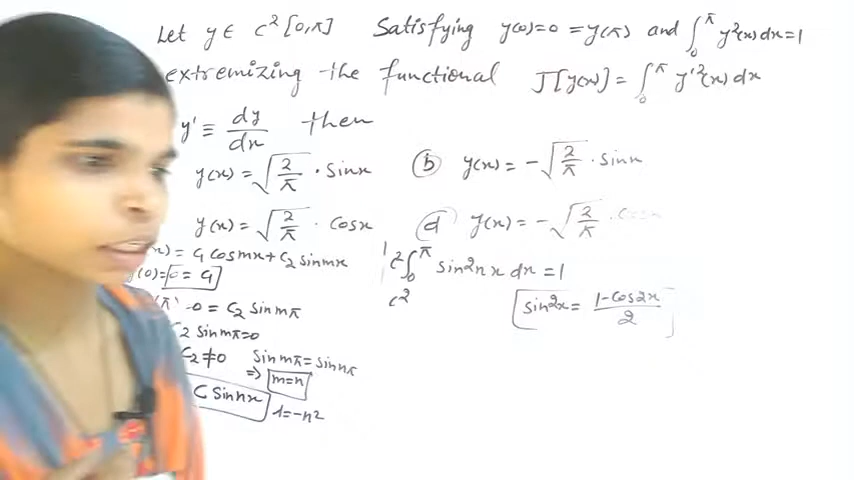 Let y ∈ C²[0,π] Satisfying y(0)=0=y(π) and ∫₀^π y²(x)dx=1
extremizing the functional J[y(x)] = ∫₀^π y'²(x)dx
y' ≡ dy/dx then
y(x) = √(2/π) · sinx (b) y(x) = -√(2/π) · sinx
y(x) = √(2/π) · cosx (d) y(x) = -√(2/π) · cosx
= C₁ cosmx + C₂ sinmx
(0) = 0 = C₁
0 = C₂ sinmπ
C₂ sinmπ=0
C₂≠0 sinmπ = sinnπ
⇒ m=n
C sinnx λ=-n²
c² ∫₀^π sin²nx dx = 1
c²
[sin²x = (1-cos2x)/2]